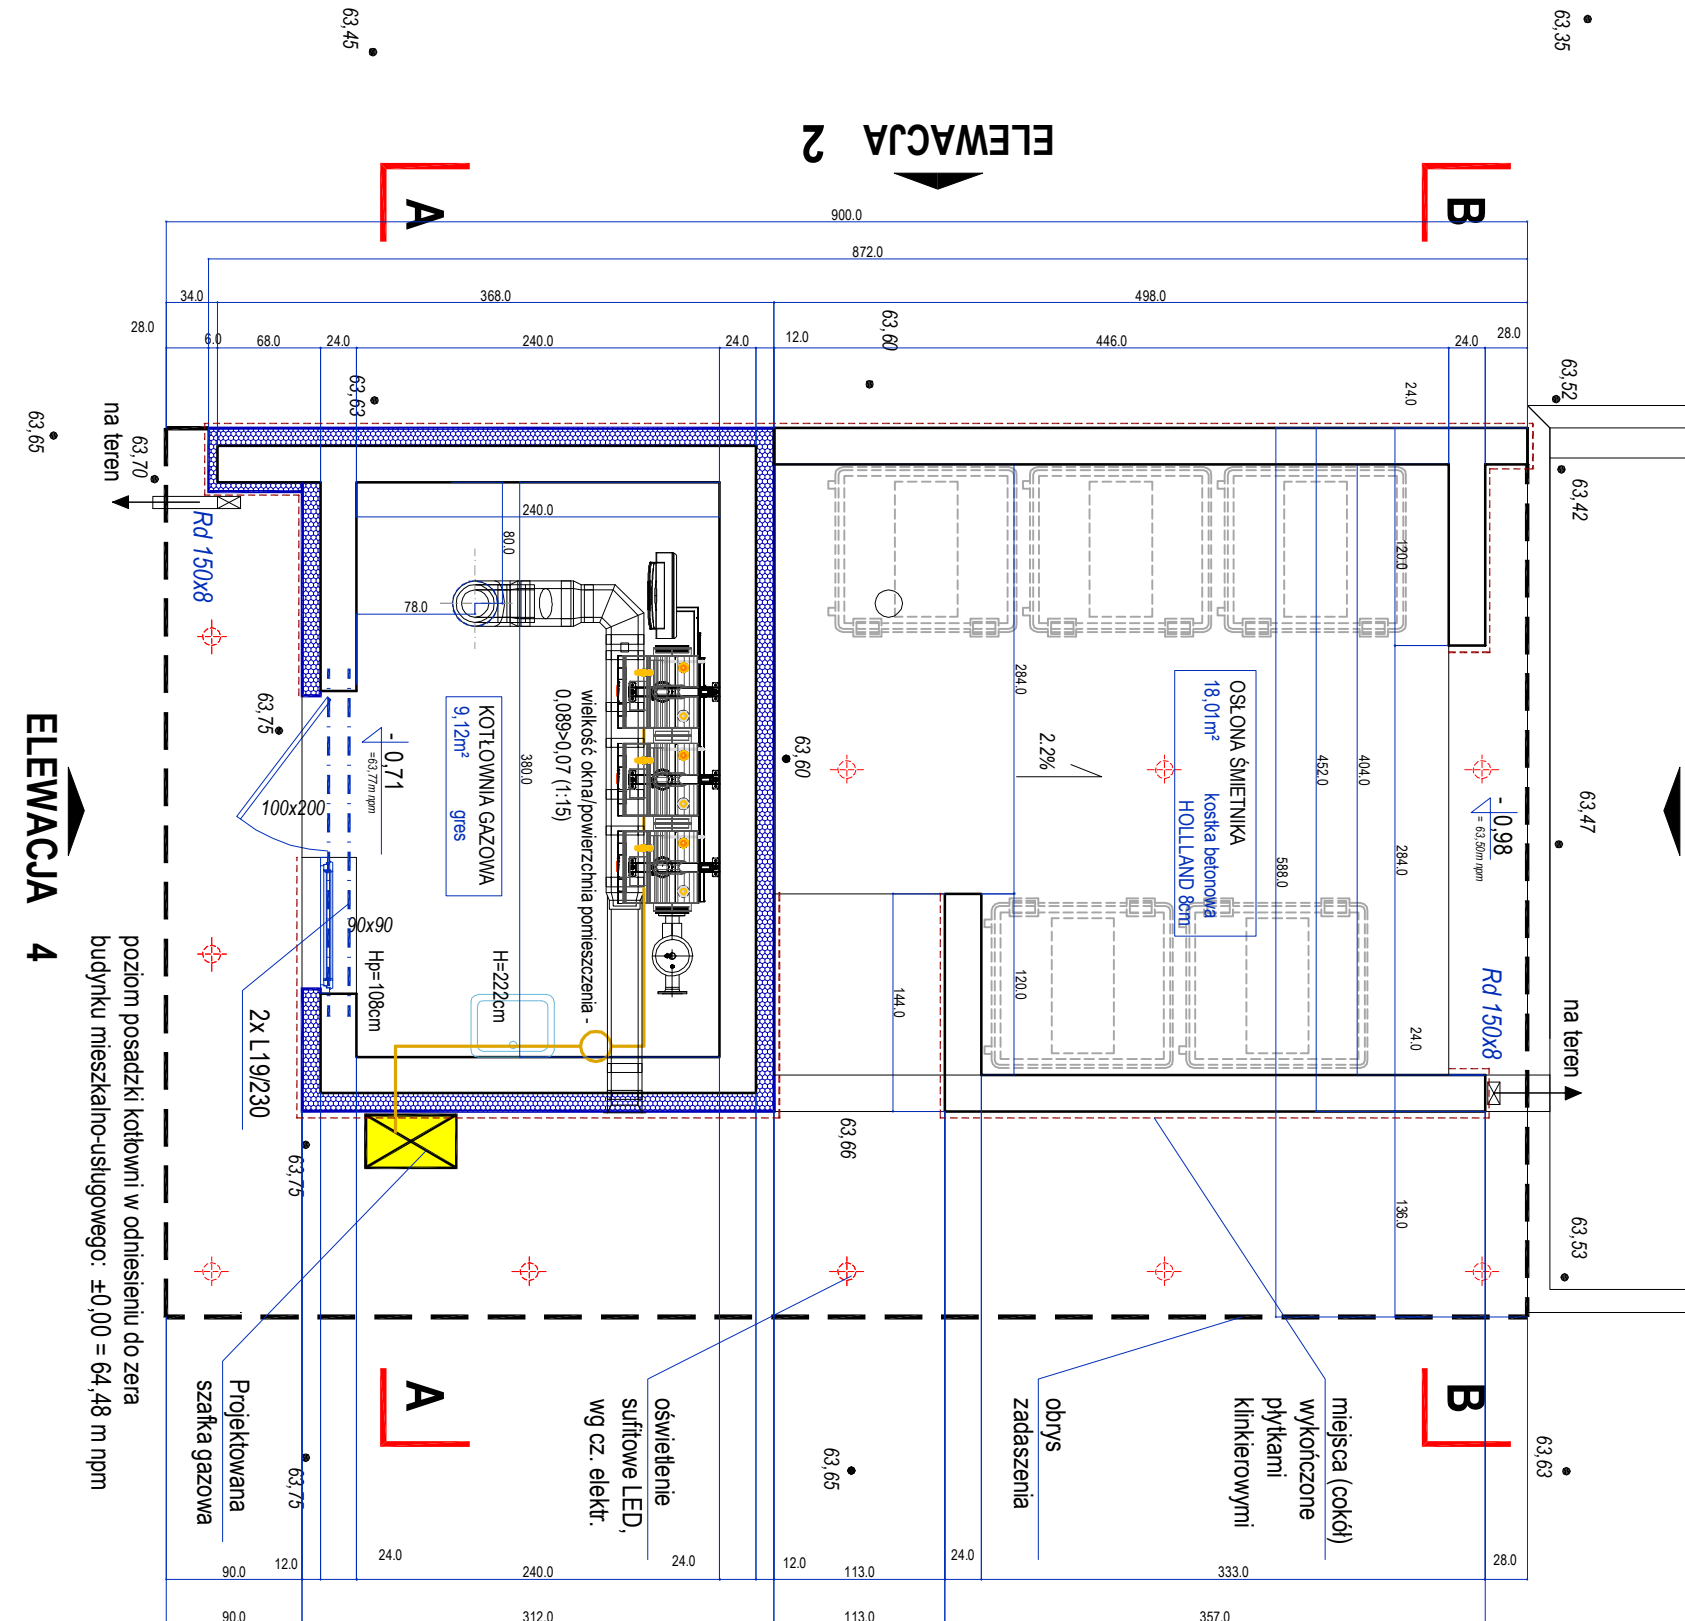 63,45
63,35
ELEWACJA 2
A
B
900.0
872.0
34.0
368.0
498.0
28.0
6.0
68.0
24.0
240.0
24.0
12.0
446.0
24.0
28.0
63,60
63,63
24.0
63,52
63,65
na teren
63,70
Rd 150x8
63,42
240.0
80.0
78.0
120.0
284.0
63,75
- 0,71
=63,77m npm
100x200
KOTŁOWNIA GAZOWA
9,12m² gres
380.0
wielkość okna/powierzchnia pomieszczenia -
0,089>0,07 (1:15)
63,60
2.2%
OSŁONA ŚMIETNIKA
18,01m² kostka betonowa
HOLLAND 8cm
588.0
452.0
404.0
284.0
- 0,98
= 63,50m npm
63,47
ELEWACJA 4
90x90
Hp=108cm
H=222cm
2x L19/230
144.0
120.0
24.0
Rd 150x8
na teren
poziom posadzki kotłowni w odniesieniu do zera
budynku mieszkalno-usługowego: ±0,00 = 64,48 m npm
63,75
63,66
136.0
63,53
A
B
Projektowana
szafka gazowa
63,75
oświetlenie
sufitowe LED,
wg cz. elektr.
63,65
obrys
zadaszenia
miejsca (cokół)
wykończone
płytkami
klinkierowymi
63,63
90.0
12.0
24.0
240.0
24.0
12.0
113.0
24.0
333.0
28.0
90.0
312.0
113.0
357.0